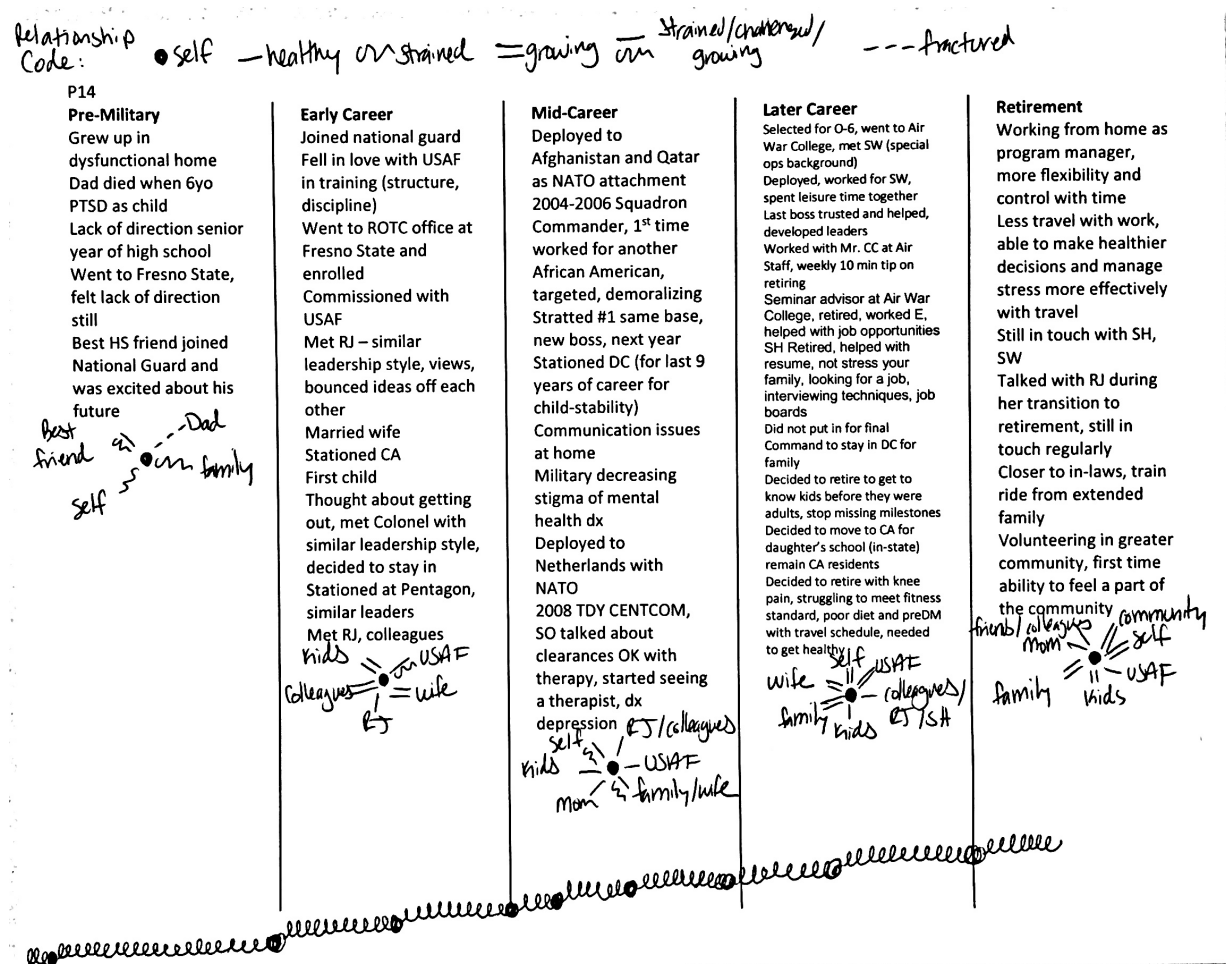 Relationship
Code: self healthy strained growing strained/challenged/
growing fractured
P14
Pre-Military
Grew up in
dysfunctional home
Dad died when 6yo
PTSD as child
Lack of direction senior
year of high school
Went to Fresno State,
felt lack of direction
still
Best HS friend joined
National Guard and
was excited about his
future
Best
friend
Dad
family
Self
Early Career
Joined national guard
Fell in love with USAF
in training (structure,
discipline)
Went to ROTC office at
Fresno State and
enrolled
Commissioned with
USAF
Met RJ – similar
leadership style, views,
bounced ideas off each
other
Married wife
Stationed CA
First child
Thought about getting
out, met Colonel with
similar leadership style,
decided to stay in
Stationed at Pentagon,
similar leaders
Met RJ, colleagues
Kids
USAF
Colleagues
wife
RJ
Mid-Career
Deployed to
Afghanistan and Qatar
as NATO attachment
2004-2006 Squadron
Commander, 1st time
worked for another
African American,
targeted, demoralizing
Stratted #1 same base,
new boss, next year
Stationed DC (for last 9
years of career for
child-stability)
Communication issues
at home
Military decreasing
stigma of mental
health dx
Deployed to
Netherlands with
NATO
2008 TDY CENTCOM,
SO talked about
clearances OK with
therapy, started seeing
a therapist, dx
depression
RJ/colleagues
Self
Kids
USAF
Mom
family/wife
Later Career
Selected for O-6, went to Air
War College, met SW (special
ops background)
Deployed, worked for SW,
spent leisure time together
Last boss trusted and helped,
developed leaders
Worked with Mr. CC at Air
Staff, weekly 10 min tip on
retiring
Seminar advisor at Air War
College, retired, worked E,
helped with job opportunities
SH Retired, helped with
resume, not stress your
family, looking for a job,
interviewing techniques, job
boards
Did not put in for final
Command to stay in DC for
family
Decided to retire to get to
know kids before they were
adults, stop missing milestones
Decided to move to CA for
daughter's school (in-state)
remain CA residents
Decided to retire with knee
pain, struggling to meet fitness
standard, poor diet and preDM
with travel schedule, needed
to get healthy
Self
USAF
wife
colleagues/
RJ/SH
family
Kids
Retirement
Working from home as
program manager,
more flexibility and
control with time
Less travel with work,
able to make healthier
decisions and manage
stress more effectively
with travel
Still in touch with SH,
SW
Talked with RJ during
her transition to
retirement, still in
touch regularly
Closer to in-laws, train
ride from extended
family
Volunteering in greater
community, first time
ability to feel a part of
the community
friends/colleagues
community
Mom
self
USAF
family
Kids